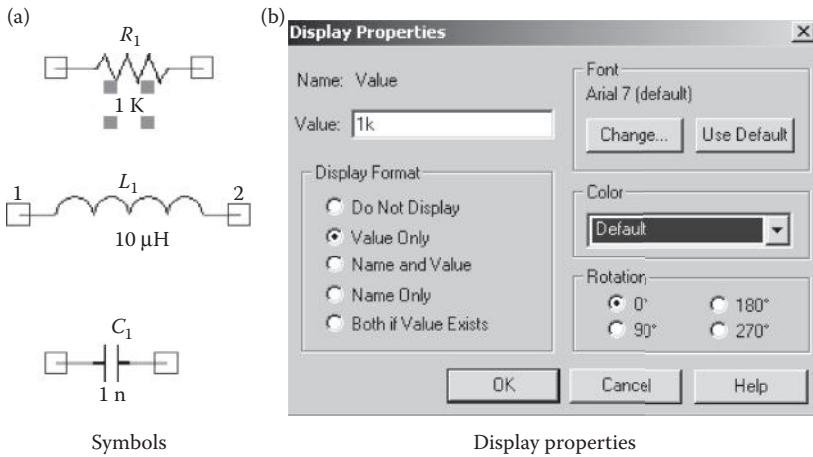 (a)
R1
1 K
1 L1 2
10 µH
C1
1 n
Symbols
(b)
Display Properties
Name: Value
Value: 1k
Display Format
Do Not Display
Value Only
Name and Value
Name Only
Both if Value Exists
Font
Arial 7 (default)
Change... Use Default
Color
Default
Rotation
0° 180°
90° 270°
OK Cancel Help
Display properties